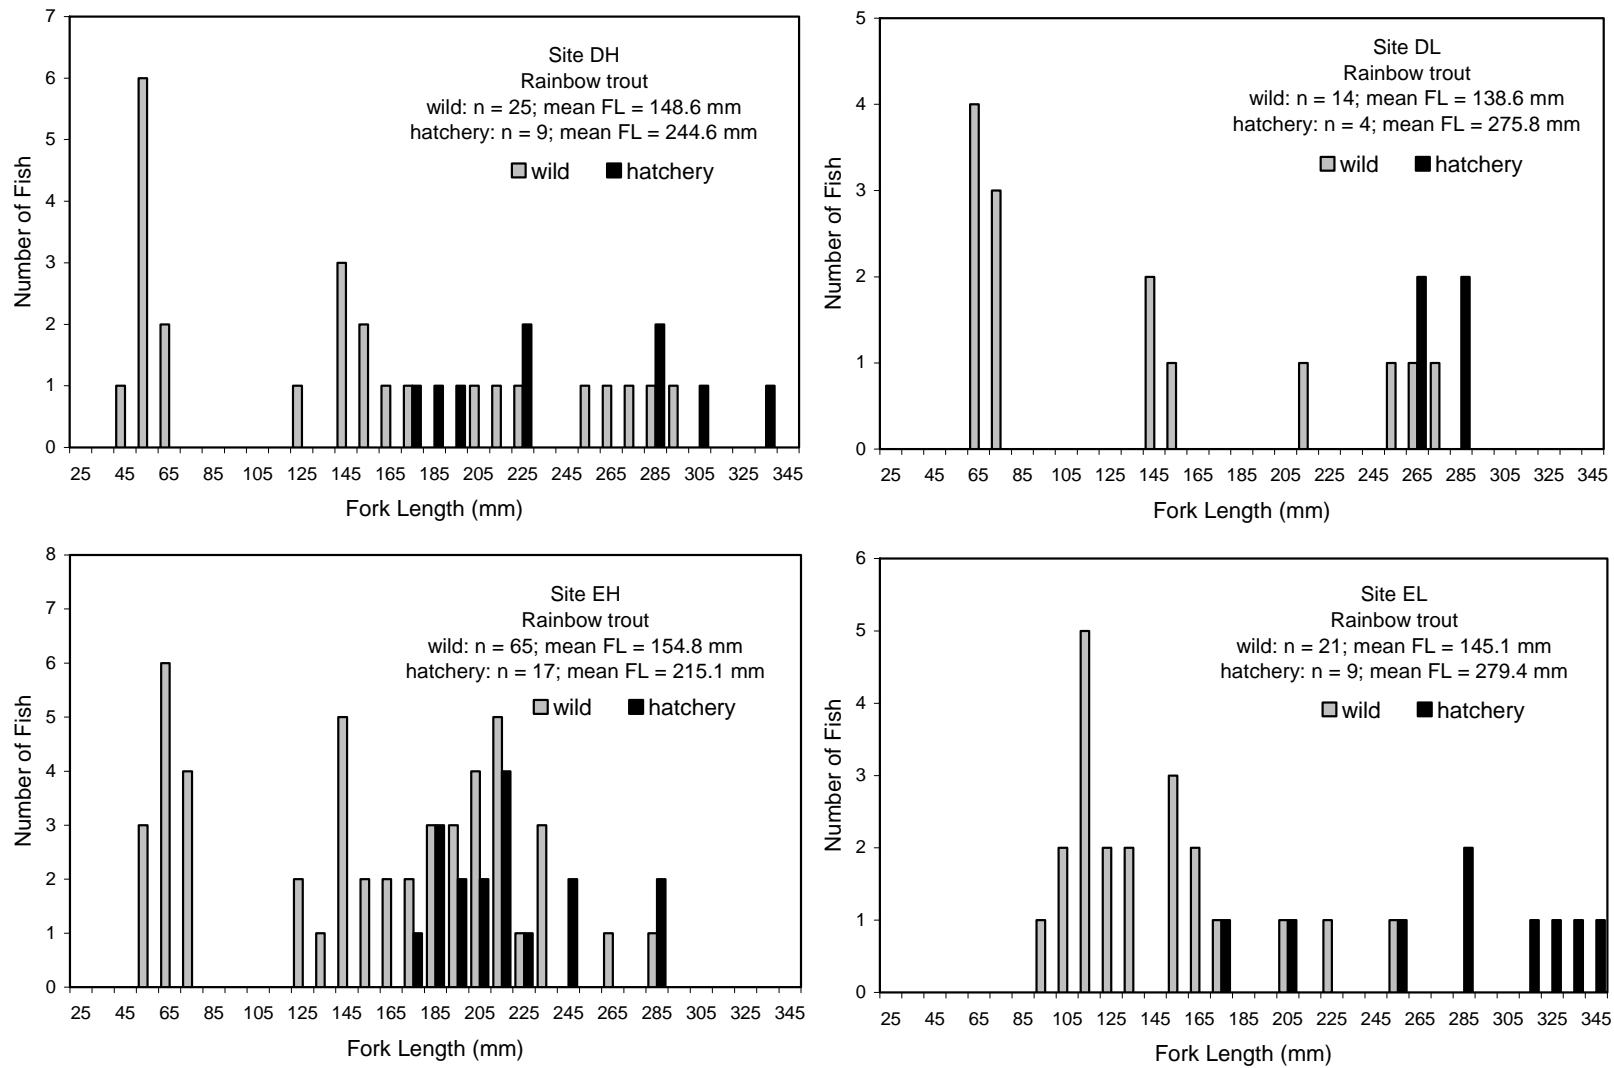 7
6
5
4
3
2
1
0
Number of Fish
Site DH
Rainbow trout
wild: n = 25; mean FL = 148.6 mm
hatchery: n = 9; mean FL = 244.6 mm
wild hatchery
25 45 65 85 105 125 145 165 185 205 225 245 265 285 305 325 345
Fork Length (mm)
5
4
3
2
1
0
Number of Fish
Site DL
Rainbow trout
wild: n = 14; mean FL = 138.6 mm
hatchery: n = 4; mean FL = 275.8 mm
wild hatchery
25 45 65 85 105 125 145 165 185 205 225 245 265 285 305 325 345
Fork Length (mm)
8
7
6
5
4
3
2
1
0
Number of Fish
Site EH
Rainbow trout
wild: n = 65; mean FL = 154.8 mm
hatchery: n = 17; mean FL = 215.1 mm
wild hatchery
25 45 65 85 105 125 145 165 185 205 225 245 265 285 305 325 345
Fork Length (mm)
6
5
4
3
2
1
0
Number of Fish
Site EL
Rainbow trout
wild: n = 21; mean FL = 145.1 mm
hatchery: n = 9; mean FL = 279.4 mm
wild hatchery
25 45 65 85 105 125 145 165 185 205 225 245 265 285 305 325 345
Fork Length (mm)